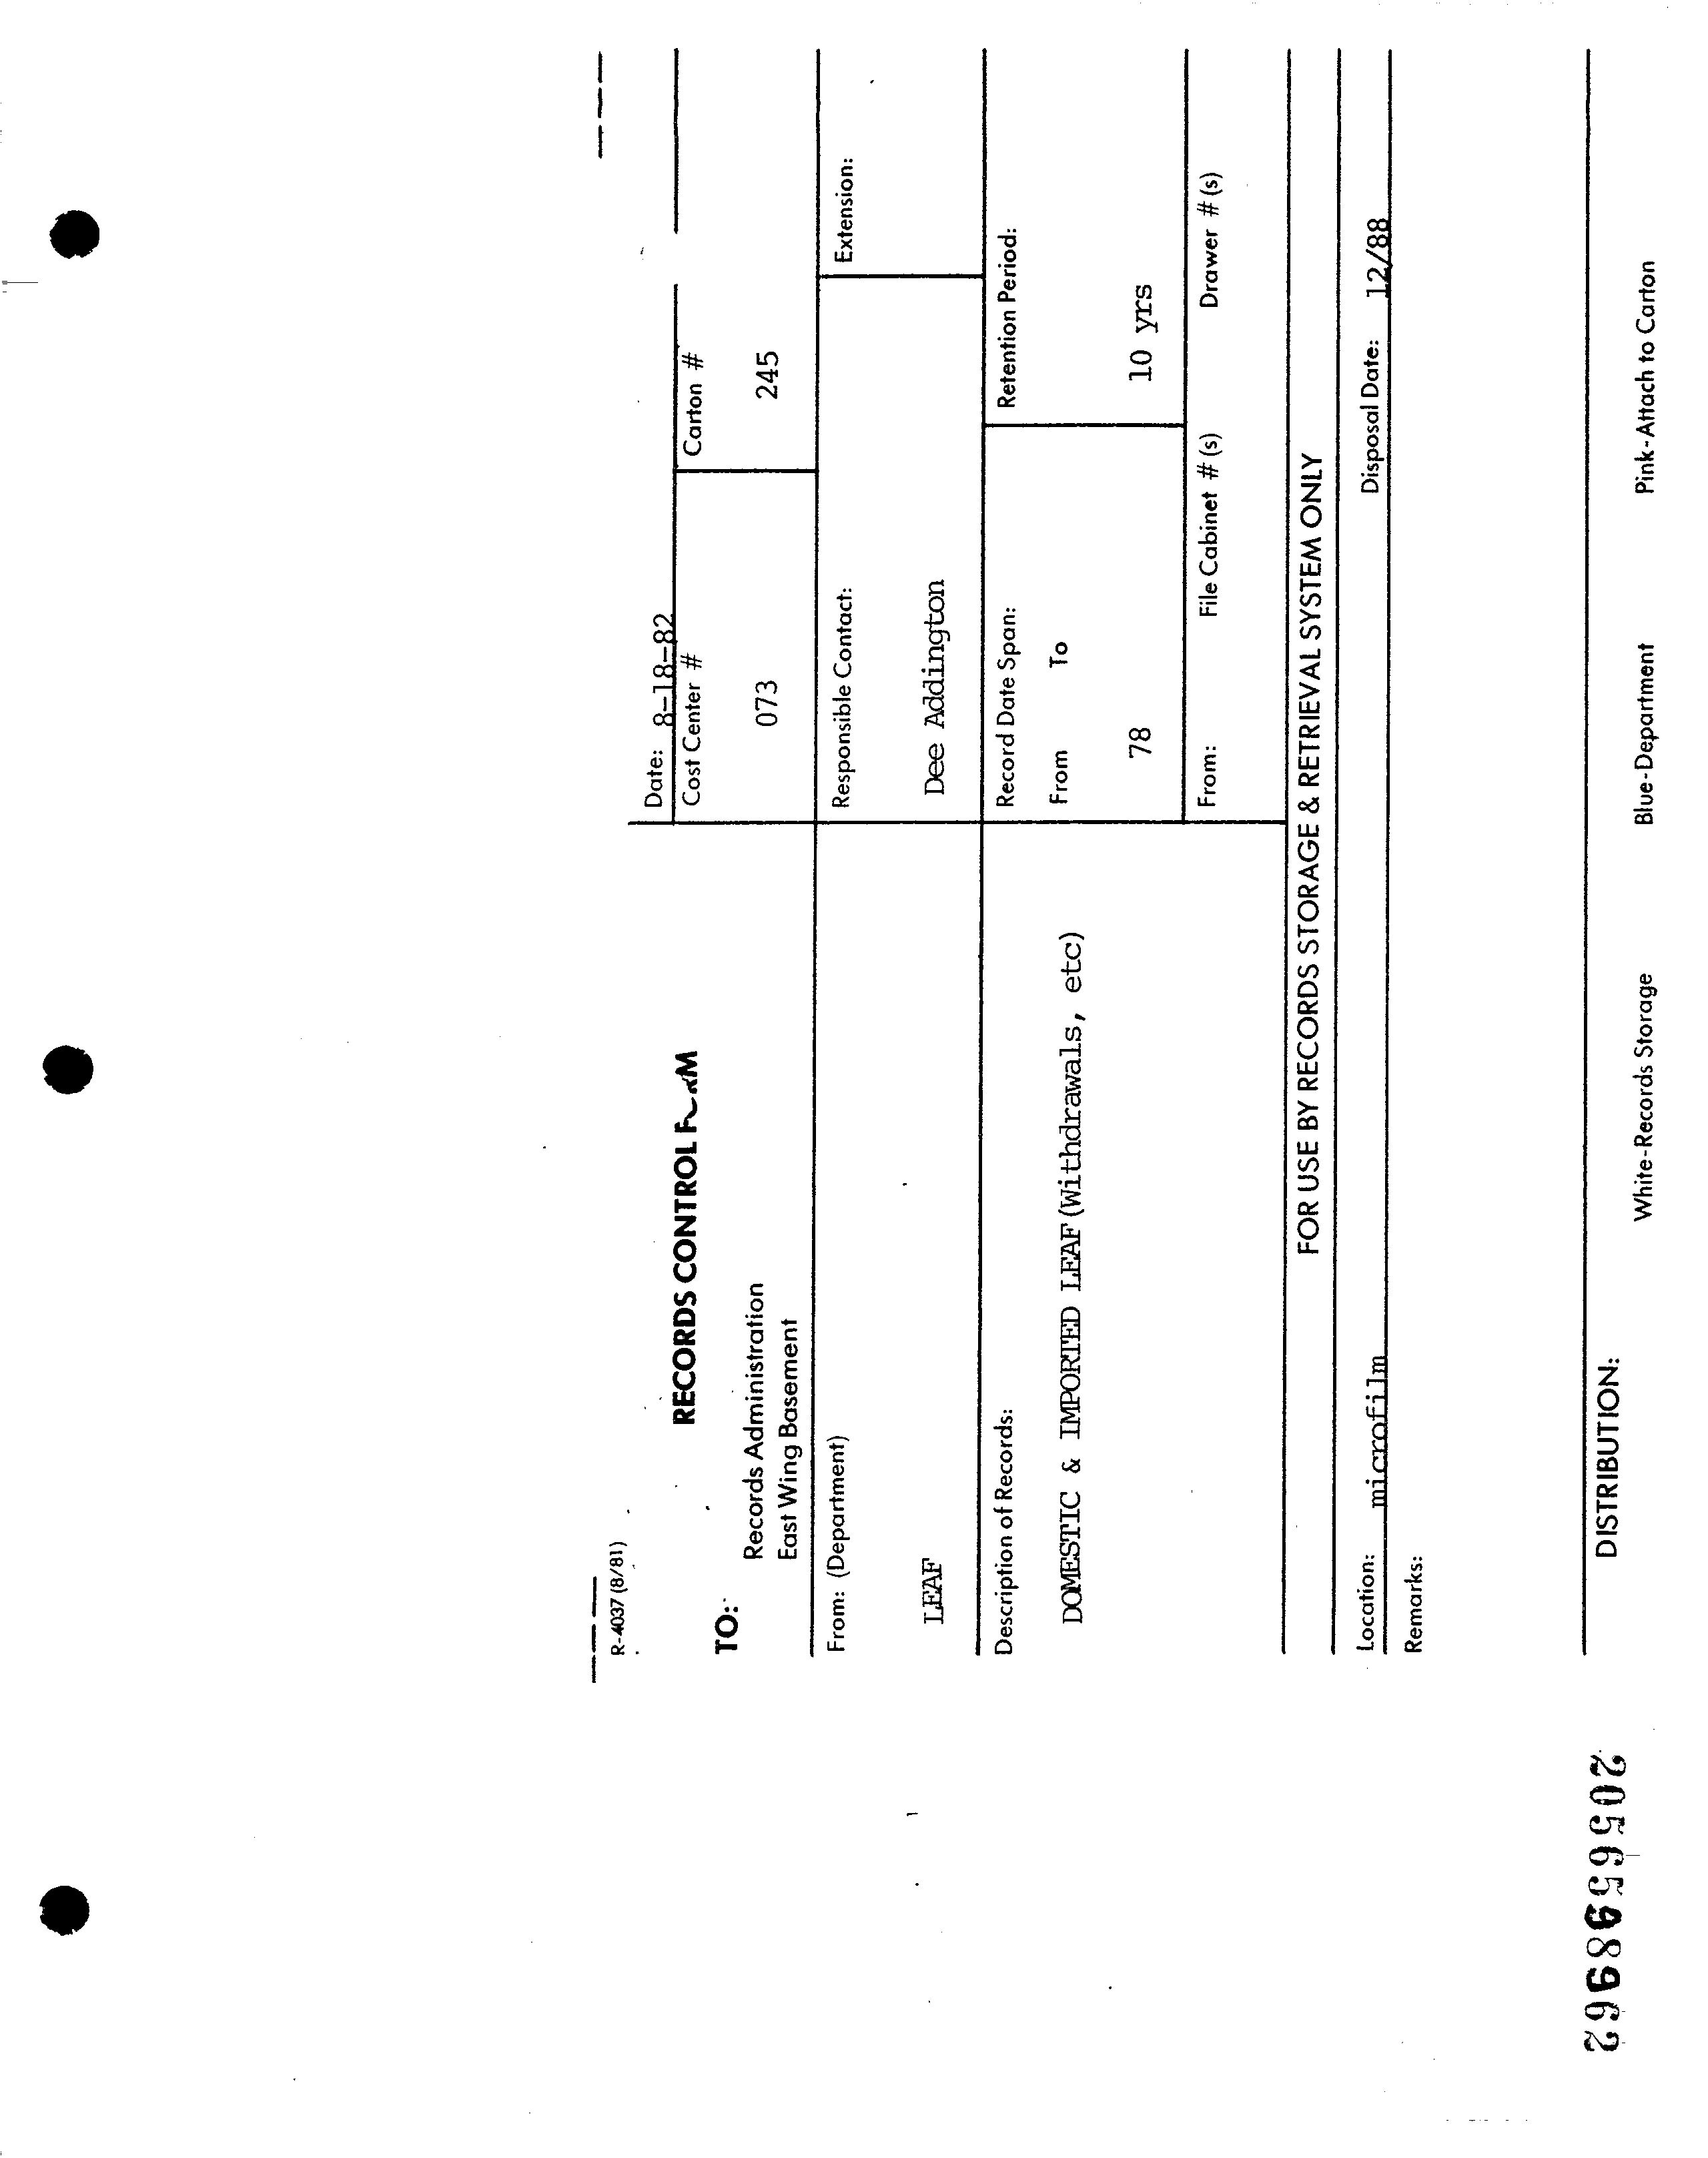 R-4037 (8/81)
RECORDS CONTROL FORM
Date: 8-18-82
TO:
Records Administration
East Wing Basement
Cost Center #
073
Carton #
245
From: (Department)
LEAF
Responsible Contact:
Dee Addington
Extension:
Description of Records:
DOMESTIC & IMPORTED LEAF(Withdrawals, etc)
Record Date Span:
From To
78
Retention Period:
10 yrs
From: File Cabinet #(s) Drawer #(s)
FOR USE BY RECORDS STORAGE & RETRIEVAL SYSTEM ONLY
Location: microfilm Disposal Date: 12/88
Remarks:
DISTRIBUTION:
White-Records Storage Blue-Department Pink-Attach to Carton
2056598962